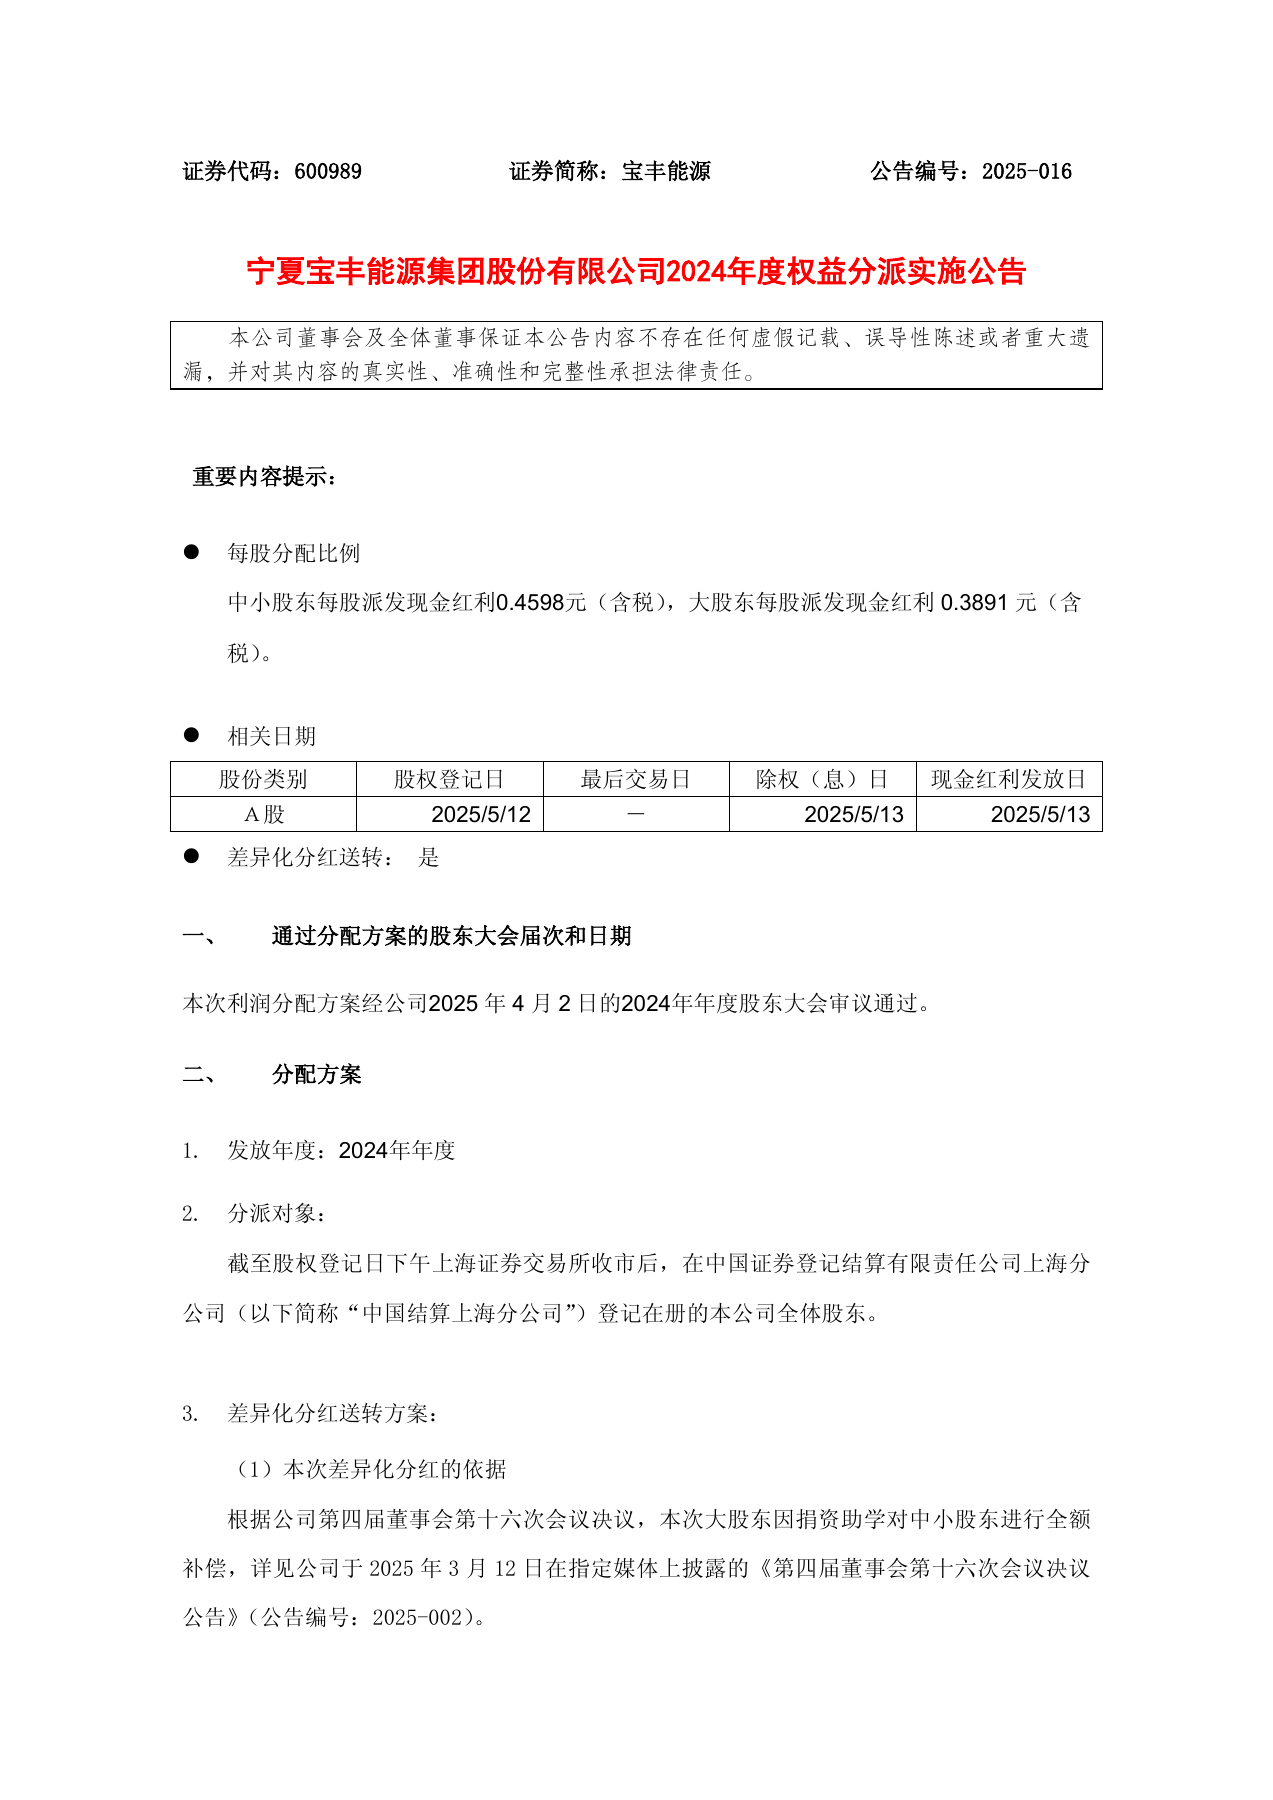 证券代码：600989 证券简称：宝丰能源 公告编号：2025-016
宁夏宝丰能源集团股份有限公司2024年度权益分派实施公告
本公司董事会及全体董事保证本公告内容不存在任何虚假记载、误导性陈述或者重大遗
漏，并对其内容的真实性、准确性和完整性承担法律责任。
重要内容提示：
● 每股分配比例
中小股东每股派发现金红利0.4598元（含税），大股东每股派发现金红利 0.3891 元（含
税）。
● 相关日期
股份类别 股权登记日 最后交易日 除权（息）日 现金红利发放日
Ａ股 2025/5/12 － 2025/5/13 2025/5/13
● 差异化分红送转： 是
一、 通过分配方案的股东大会届次和日期
本次利润分配方案经公司2025 年 4 月 2 日的2024年年度股东大会审议通过。
二、 分配方案
1. 发放年度：2024年年度
2. 分派对象：
截至股权登记日下午上海证券交易所收市后，在中国证券登记结算有限责任公司上海分
公司（以下简称“中国结算上海分公司”）登记在册的本公司全体股东。
3. 差异化分红送转方案：
（1）本次差异化分红的依据
根据公司第四届董事会第十六次会议决议，本次大股东因捐资助学对中小股东进行全额
补偿，详见公司于 2025 年 3 月 12 日在指定媒体上披露的《第四届董事会第十六次会议决议
公告》（公告编号：2025-002）。